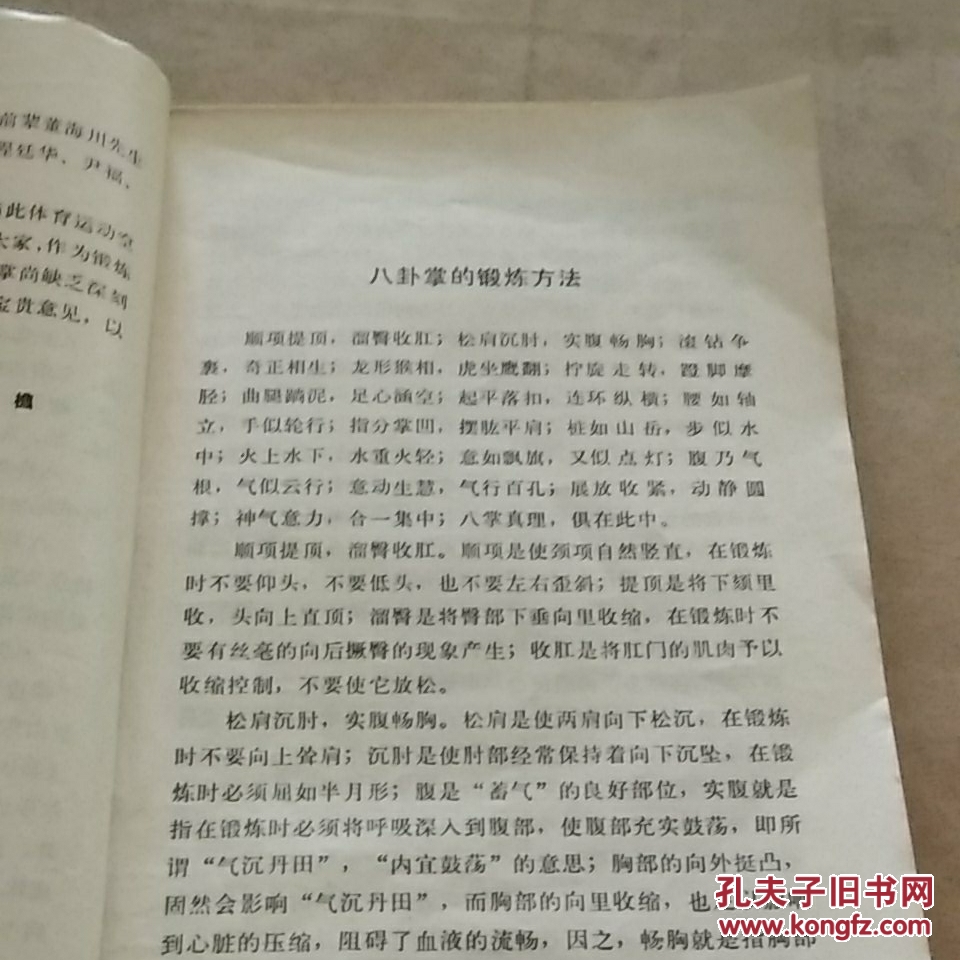 前辈董海川先生
程廷华、尹福、
此体育运动
大家，作为锻炼
掌尚缺乏深刻
宝贵意见，以
八卦掌的锻炼方法
顺项提顶，溜臀收肛；松肩沉肘，实腹畅胸；滚钻争
裹，奇正相生；龙形猴相，虎坐鹰翻；拧旋走转，蹬脚摩
胫；曲腿蹚泥，足心涵空；起平落扣，连环纵横；腰如轴
立，手似轮行；指分掌凹，摆肱平肩；桩如山岳，步似水
中；火上水下，水重火轻；意如飘旗，又似点灯；腹乃气
根，气似云行；意动生慧，气行百孔；展放收紧，动静圆
撑；神气意力，合一集中；八掌真理，俱在此中。
顺项提顶，溜臀收肛。顺项是使颈项自然竖直，在锻炼
时不要仰头，不要低头，也不要左右歪斜；提顶是将下颏里
收，头向上直顶；溜臀是将臀部下垂向里收缩，在锻炼时不
要有丝毫的向后撅臀的现象产生；收肛是将肛门的肌肉予以
收缩控制，不要使它放松。
松肩沉肘，实腹畅胸。松肩是使两肩向下松沉，在锻炼
时不要向上耸肩；沉肘是使肘部经常保持着向下沉坠，在锻
炼时必须屈如半月形；腹是“蓄气”的良好部位，实腹就是
指在锻炼时必须将呼吸深入到腹部，使腹部充实鼓荡，即所
谓“气沉丹田”，“内宜鼓荡”的意思；胸部的向外挺凸，
固然会影响“气沉丹田”，而胸部的向里收缩，也
到心脏的压缩，阻碍了血液的流畅，因之，畅胸就是指胸部
孔夫子旧书网
www.kongfz.com